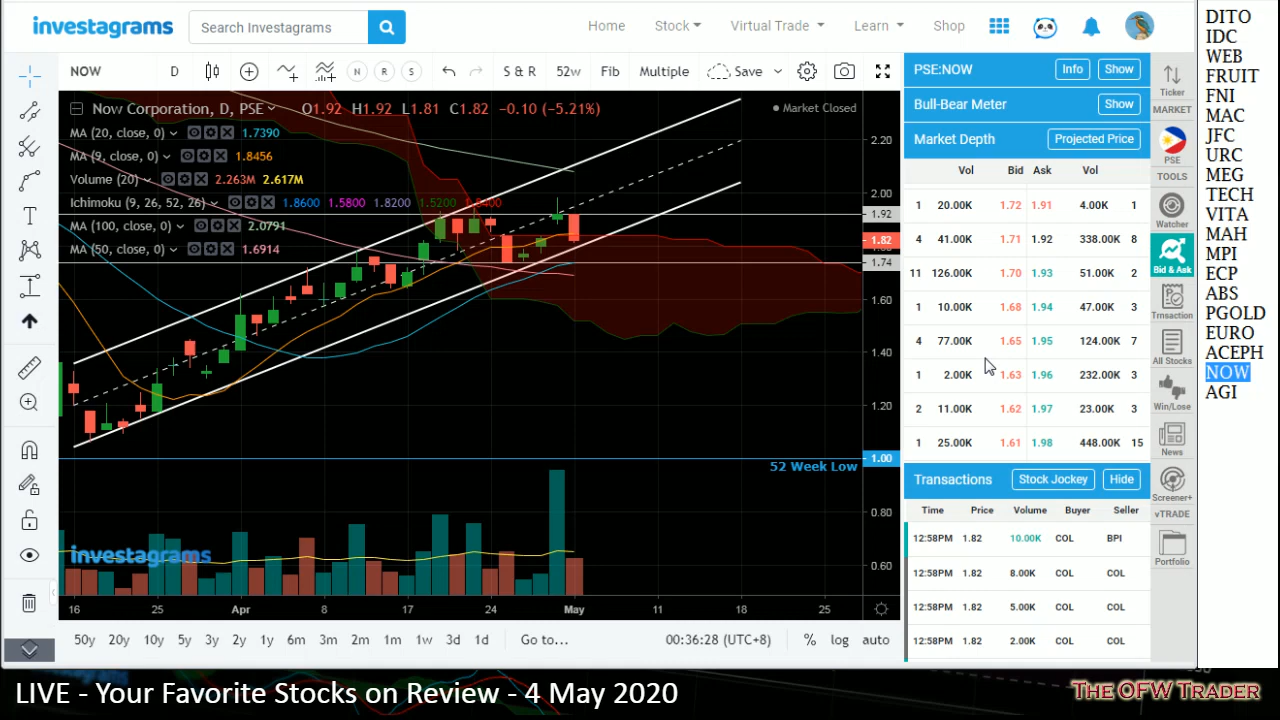 investagrams
Search Investagrams
Home
Stock
Virtual Trade
Learn
Shop
NOW
D
N
R
S
S & R
52w
Fib
Multiple
Save
Now Corporation, D, PSE
O1.92 H1.92 L1.81 C1.82 -0.10 (-5.21%)
Market Closed
MA (20, close, 0) 1.7390
MA (9, close, 0) 1.8456
Volume (20) 2.263M 2.617M
Ichimoku (9, 26, 52, 26) 1.8600 1.5800 1.8200 1.5200 1.8400
MA (100, close, 0) 2.0791
MA (50, close, 0) 1.6914
2.20
2.00
1.92
1.82
1.74
1.60
1.40
1.20
1.00
52 Week Low
0.80
0.60
investagrams
16 25 Apr 8 17 24 May 11 18 25
50y 20y 10y 5y 3y 2y 1y 6m 3m 2m 1m 1w 3d 1d Go to...
00:36:28 (UTC+8)
% log auto
PSE:NOW Info Show
Bull-Bear Meter Show
Market Depth Projected Price
Vol Bid Ask Vol
1 20.00K 1.72 1.91 4.00K 1
4 41.00K 1.71 1.92 338.00K 8
11 126.00K 1.70 1.93 51.00K 2
1 10.00K 1.68 1.94 47.00K 3
4 77.00K 1.65 1.95 124.00K 7
1 2.00K 1.63 1.96 232.00K 3
2 11.00K 1.62 1.97 23.00K 3
1 25.00K 1.61 1.98 448.00K 15
Transactions Stock Jockey Hide
Time Price Volume Buyer Seller
12:58PM 1.82 10.00K COL BPI
12:58PM 1.82 8.00K COL COL
12:58PM 1.82 5.00K COL COL
12:58PM 1.82 2.00K COL COL
Ticker
MARKET
PSE
TOOLS
Watcher
Bid & Ask
Trnsaction
All Stocks
Win/Lose
News
Screener+
vTRADE
Portfolio
DITO
IDC
WEB
FRUIT
FNI
MAC
JFC
URC
MEG
TECH
VITA
MAH
MPI
ECP
ABS
PGOLD
EURO
ACEPH
NOW
AGI
LIVE - Your Favorite Stocks on Review - 4 May 2020
The OFW Trader